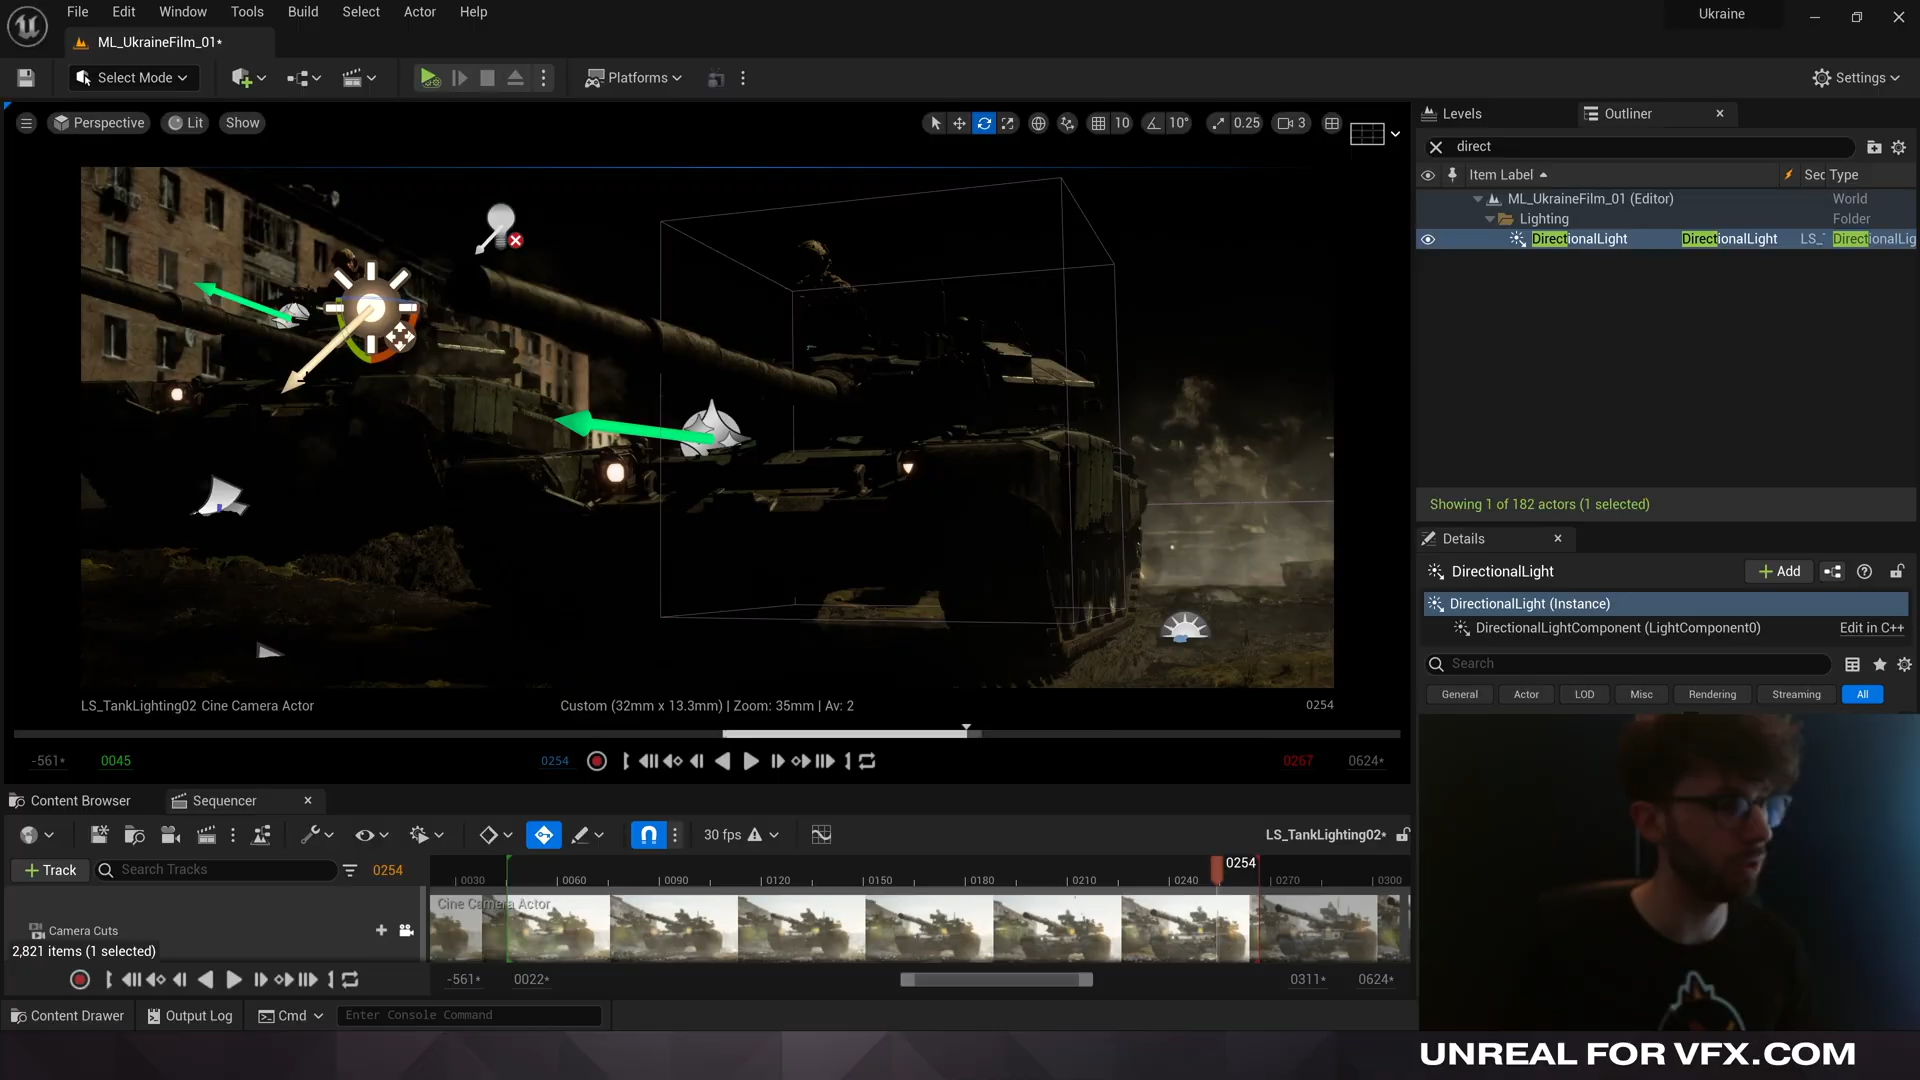 File Edit Window Tools Build Select Actor Help
Ukraine
ML_UkraineFilm_01*
Select Mode
Platforms
Settings
Perspective
Lit
Show
10
10°
0.25
3
Levels
Outliner
direct
Item Label
Sec
Type
ML_UkraineFilm_01 (Editor)
World
Lighting
Folder
DirectionalLight
DirectionalLight
LS_
DirectionalLig
Showing 1 of 182 actors (1 selected)
Details
DirectionalLight
Add
DirectionalLight (Instance)
DirectionalLightComponent (LightComponent0)
Edit in C++
Search
General
Actor
LOD
Misc
Rendering
Streaming
All
LS_TankLighting02 Cine Camera Actor
Custom (32mm x 13.3mm) | Zoom: 35mm | Av: 2
0254
-561*
0045
0254
0267
0624*
Content Browser
Sequencer
30 fps
LS_TankLighting02*
Track
Search Tracks
0254
0254
0030
0060
0090
0120
0150
0180
0210
0240
0270
0300
Cine Camera Actor
Camera Cuts
2,821 items (1 selected)
-561*
0022*
0311*
0624*
Content Drawer
Output Log
Cmd
Enter Console Command
UNREAL FOR VFX.COM